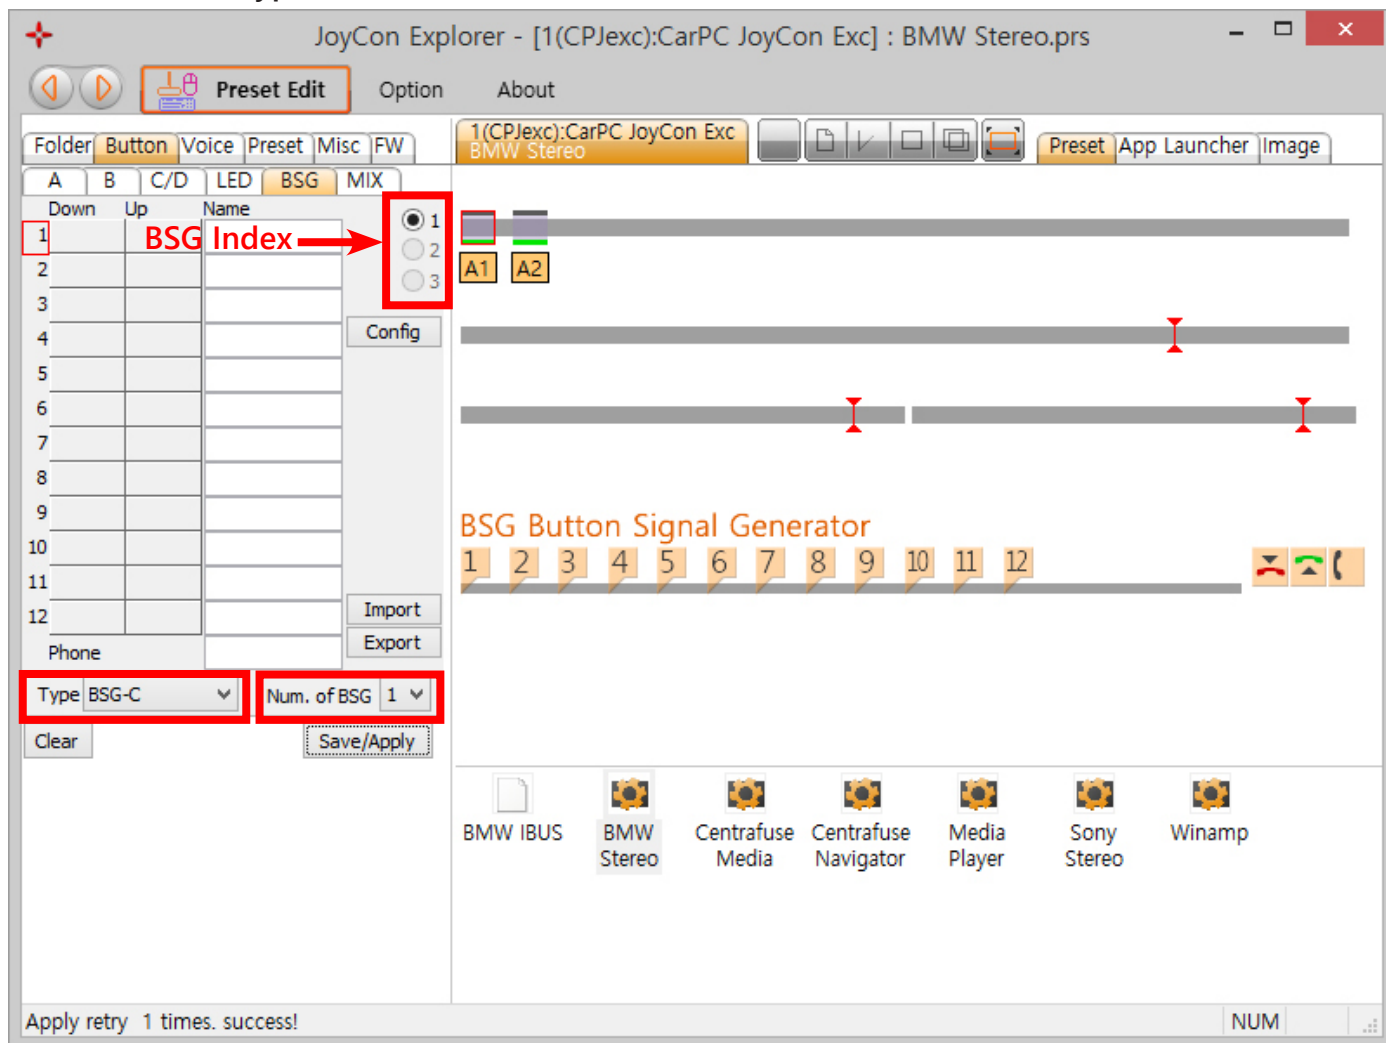 JoyCon Explorer - [1(CPJexc):CarPC JoyCon Exc] : BMW Stereo.prs
Preset Edit Option About
Folder Button Voice Preset Misc FW
1(CPJexc):CarPC JoyCon Exc
BMW Stereo
Preset App Launcher Image
A B C/D LED BSG MIX
Down Up Name
1
BSG Index
1
2
3
2
3
4
5
6
7
8
9
10
11
12
Config
Import
Export
Phone
Type BSG-C
Num. of BSG 1
Clear
Save/Apply
A1 A2
BSG Button Signal Generator
1 2 3 4 5 6 7 8 9 10 11 12
BMW IBUS
BMW Stereo
Centrafuse Media
Centrafuse Navigator
Media Player
Sony Stereo
Winamp
Apply retry 1 times. success!
NUM